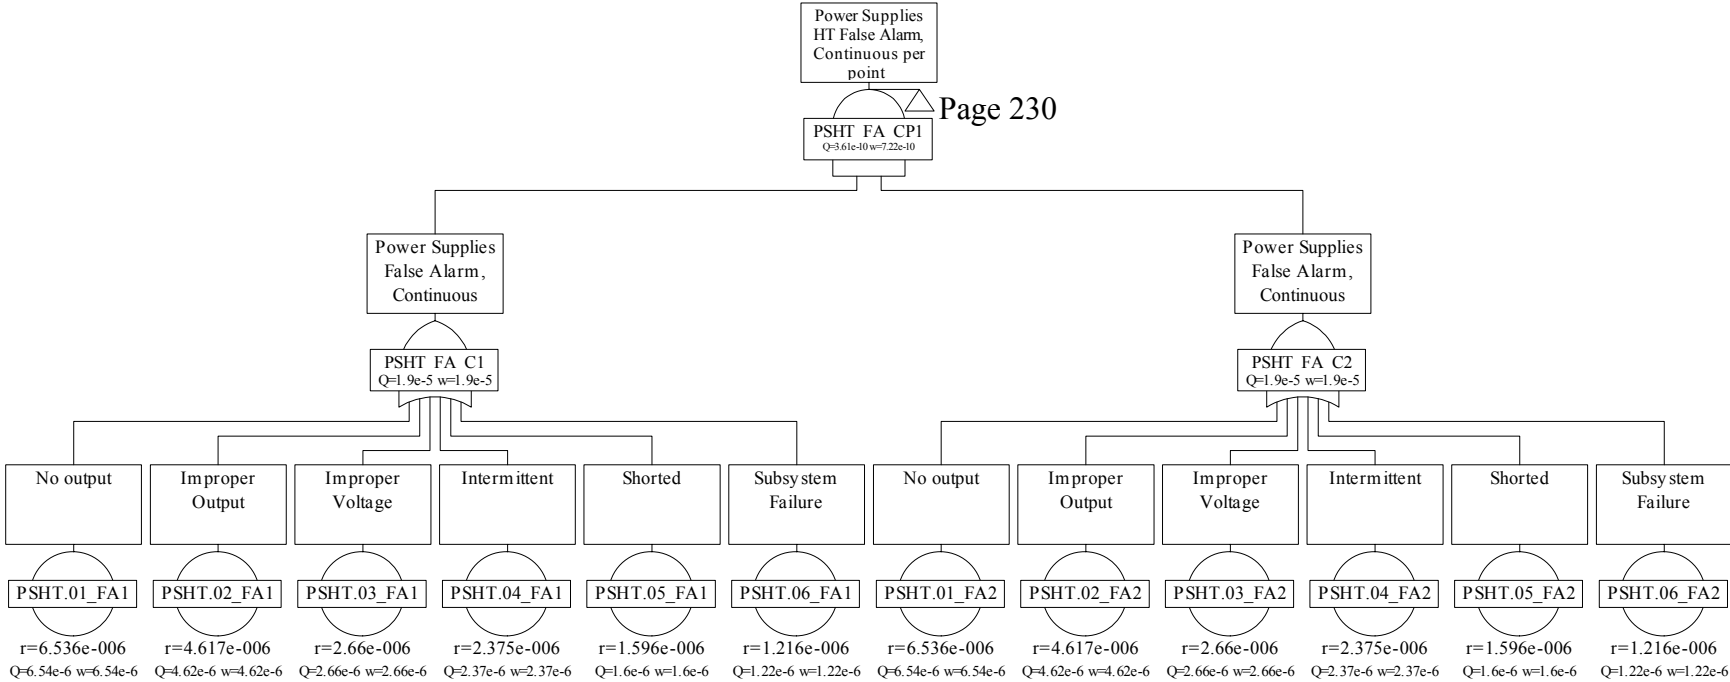 Power Supplies
HT False Alarm,
Continuous per
point
Page 230
PSHT FA CP1
Q=3.61e-10 w=7.22e-10
Power Supplies
False Alarm,
Continuous
PSHT FA C1
Q=1.9e-5 w=1.9e-5
Power Supplies
False Alarm,
Continuous
PSHT FA C2
Q=1.9e-5 w=1.9e-5
No output
PSHT.01_FA1
r=6.536e-006
Q=6.54e-6 w=6.54e-6
Improper
Output
PSHT.02_FA1
r=4.617e-006
Q=4.62e-6 w=4.62e-6
Improper
Voltage
PSHT.03_FA1
r=2.66e-006
Q=2.66e-6 w=2.66e-6
Intermittent
PSHT.04_FA1
r=2.375e-006
Q=2.37e-6 w=2.37e-6
Shorted
PSHT.05_FA1
r=1.596e-006
Q=1.6e-6 w=1.6e-6
Subsystem
Failure
PSHT.06_FA1
r=1.216e-006
Q=1.22e-6 w=1.22e-6
No output
PSHT.01_FA2
r=6.536e-006
Q=6.54e-6 w=6.54e-6
Improper
Output
PSHT.02_FA2
r=4.617e-006
Q=4.62e-6 w=4.62e-6
Improper
Voltage
PSHT.03_FA2
r=2.66e-006
Q=2.66e-6 w=2.66e-6
Intermittent
PSHT.04_FA2
r=2.375e-006
Q=2.37e-6 w=2.37e-6
Shorted
PSHT.05_FA2
r=1.596e-006
Q=1.6e-6 w=1.6e-6
Subsystem
Failure
PSHT.06_FA2
r=1.216e-006
Q=1.22e-6 w=1.22e-6